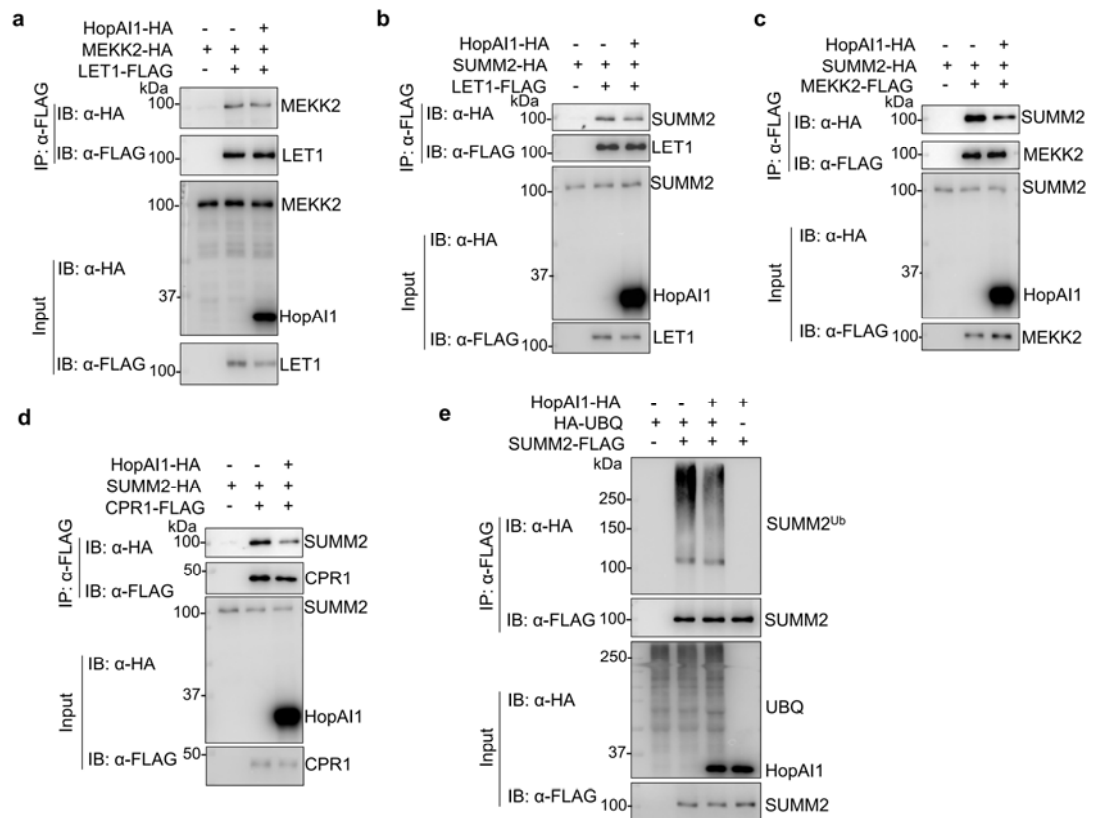 a
HopAI1-HA - - +
MEKK2-HA + + +
LET1-FLAG - + +
kDa
IP: α-FLAG
IB: α-HA 100 MEKK2
IB: α-FLAG 100 LET1
Input
100 MEKK2
IB: α-HA
37
HopAI1
IB: α-FLAG 100 LET1
b
HopAI1-HA - - +
SUMM2-HA + + +
LET1-FLAG - + +
kDa
IP: α-FLAG
IB: α-HA 100 SUMM2
IB: α-FLAG 100 LET1
Input
100 SUMM2
IB: α-HA
37
HopAI1
IB: α-FLAG 100 LET1
c
HopAI1-HA - - +
SUMM2-HA + + +
MEKK2-FLAG - + +
kDa
IP: α-FLAG
IB: α-HA 100 SUMM2
IB: α-FLAG 100 MEKK2
Input
100 SUMM2
IB: α-HA
37
HopAI1
IB: α-FLAG 100 MEKK2
d
HopAI1-HA - - +
SUMM2-HA + + +
CPR1-FLAG - + +
kDa
IP: α-FLAG
IB: α-HA 100 SUMM2
50 CPR1
IB: α-FLAG
Input
100 SUMM2
IB: α-HA
37
HopAI1
50
IB: α-FLAG CPR1
e
HopAI1-HA - - + +
HA-UBQ + + + -
SUMM2-FLAG - + + +
kDa
IP: α-FLAG
250
IB: α-HA 150 SUMM2Ub
100
IB: α-FLAG 100 SUMM2
Input
250
IB: α-HA UBQ
37
HopAI1
IB: α-FLAG 100 SUMM2